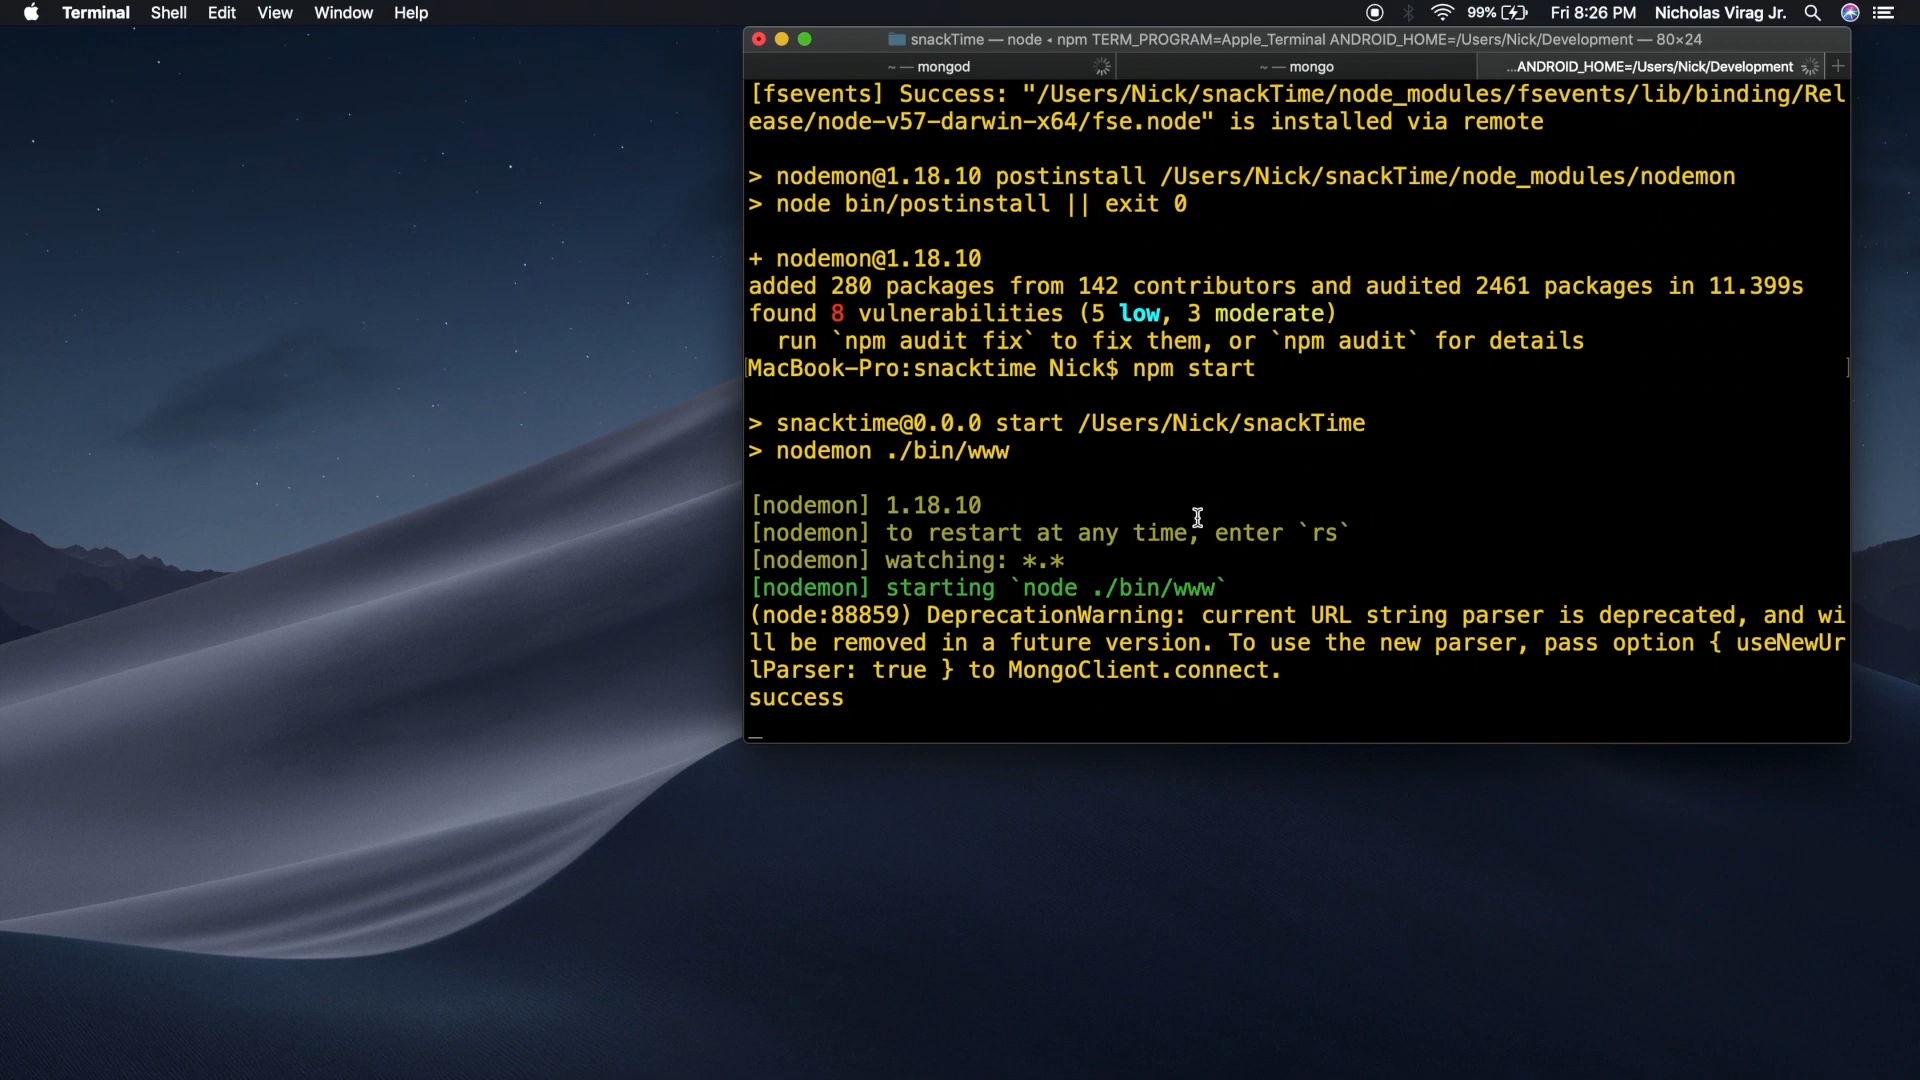 Terminal Shell Edit View Window Help 99% Fri 8:26 PM Nicholas Virag Jr.
snackTime — node ◂ npm TERM_PROGRAM=Apple_Terminal ANDROID_HOME=/Users/Nick/Development — 80×24
~ — mongod ~ — mongo ...ANDROID_HOME=/Users/Nick/Development +
[fsevents] Success: "/Users/Nick/snackTime/node_modules/fsevents/lib/binding/Rel
ease/node-v57-darwin-x64/fse.node" is installed via remote
> nodemon@1.18.10 postinstall /Users/Nick/snackTime/node_modules/nodemon
> node bin/postinstall || exit 0
+ nodemon@1.18.10
added 280 packages from 142 contributors and audited 2461 packages in 11.399s
found 8 vulnerabilities (5 low, 3 moderate)
run `npm audit fix` to fix them, or `npm audit` for details
[MacBook-Pro:snacktime Nick$ npm start ]
> snacktime@0.0.0 start /Users/Nick/snackTime
> nodemon ./bin/www
[nodemon] 1.18.10
[nodemon] to restart at any time, enter `rs`
[nodemon] watching: *.*
[nodemon] starting `node ./bin/www`
(node:88859) DeprecationWarning: current URL string parser is deprecated, and wi
ll be removed in a future version. To use the new parser, pass option { useNewUr
lParser: true } to MongoClient.connect.
success